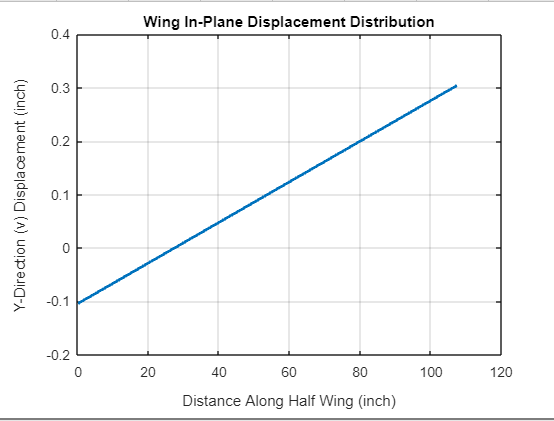 Wing In-Plane Displacement Distribution
0.4
0.3
0.2
0.1
0
-0.1
-0.2
Y-Direction (v) Displacement (inch)
0 20 40 60 80 100 120
Distance Along Half Wing (inch)